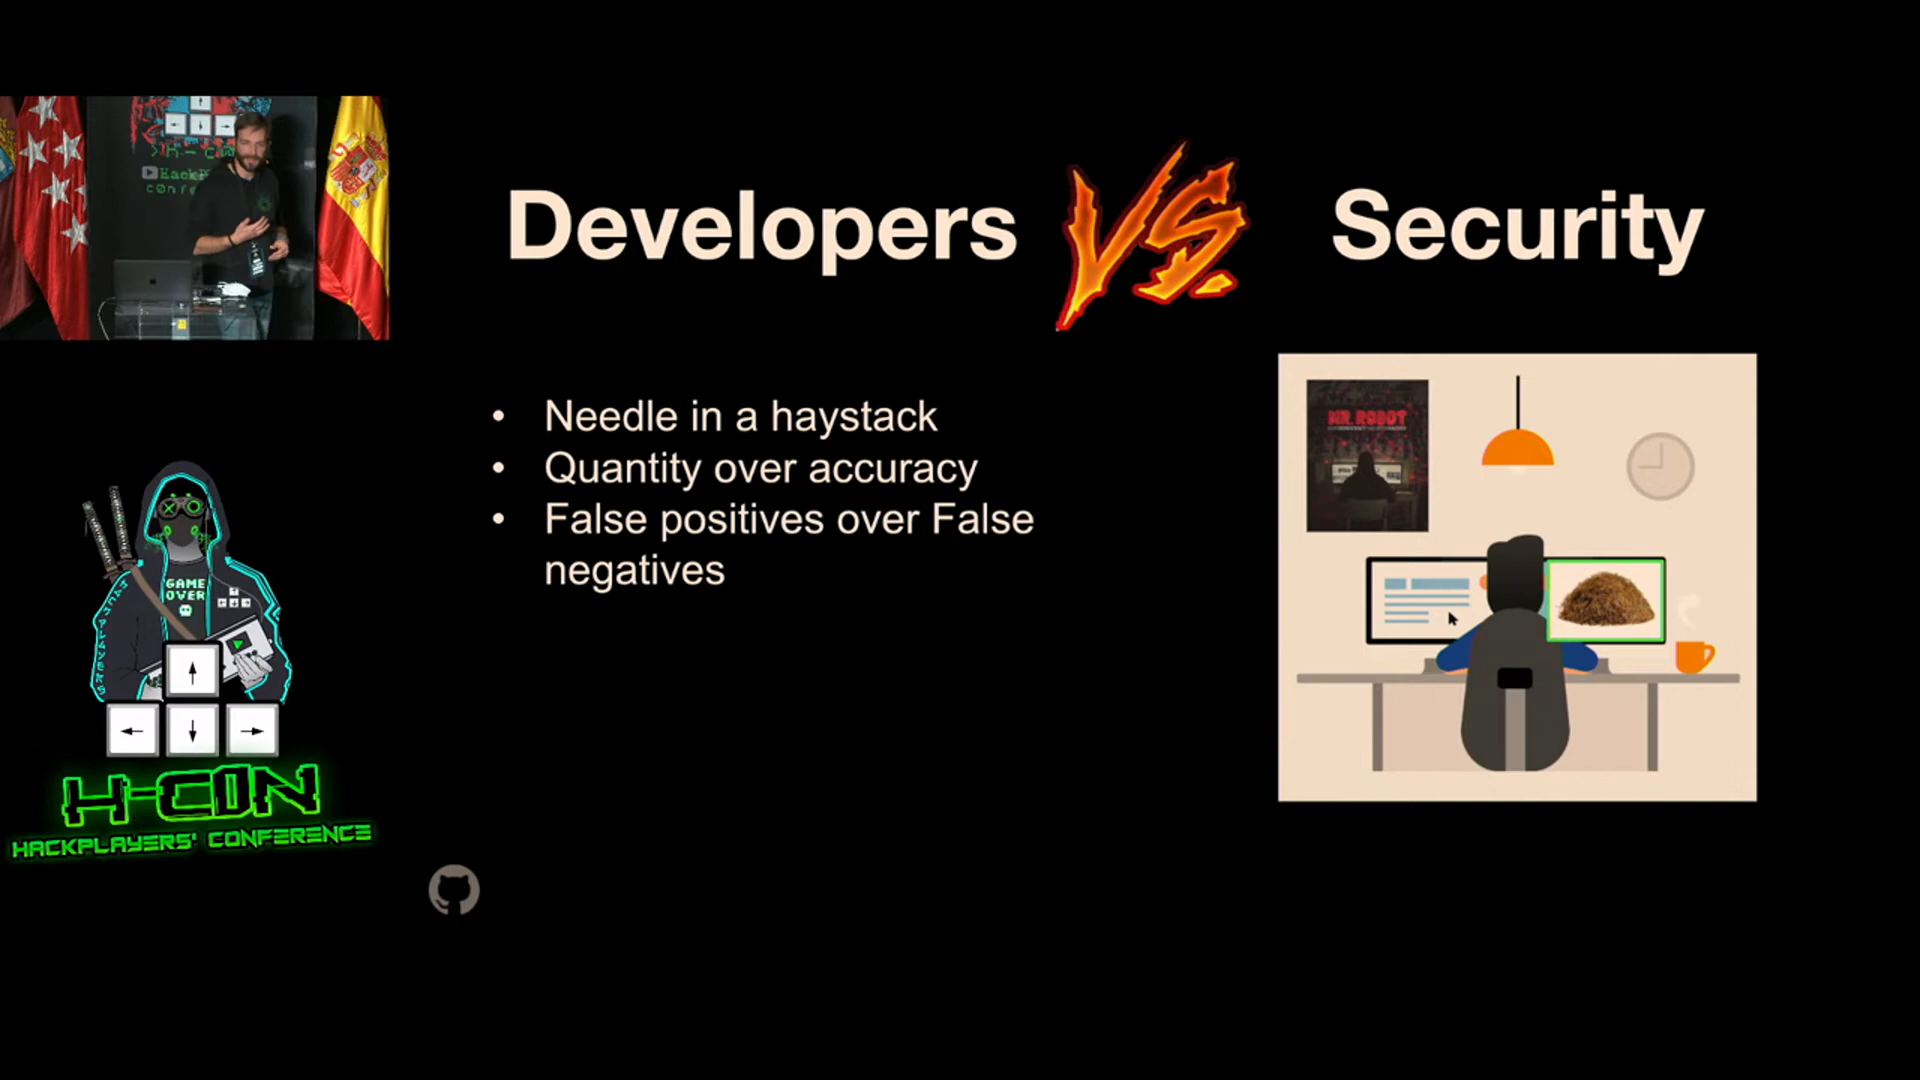 Developers VS. Security
Needle in a haystack
Quantity over accuracy
False positives over False
negatives
MR. ROBOT
GAME
OVER
H-C0N
HACKPLAYERS' CONFERENCE